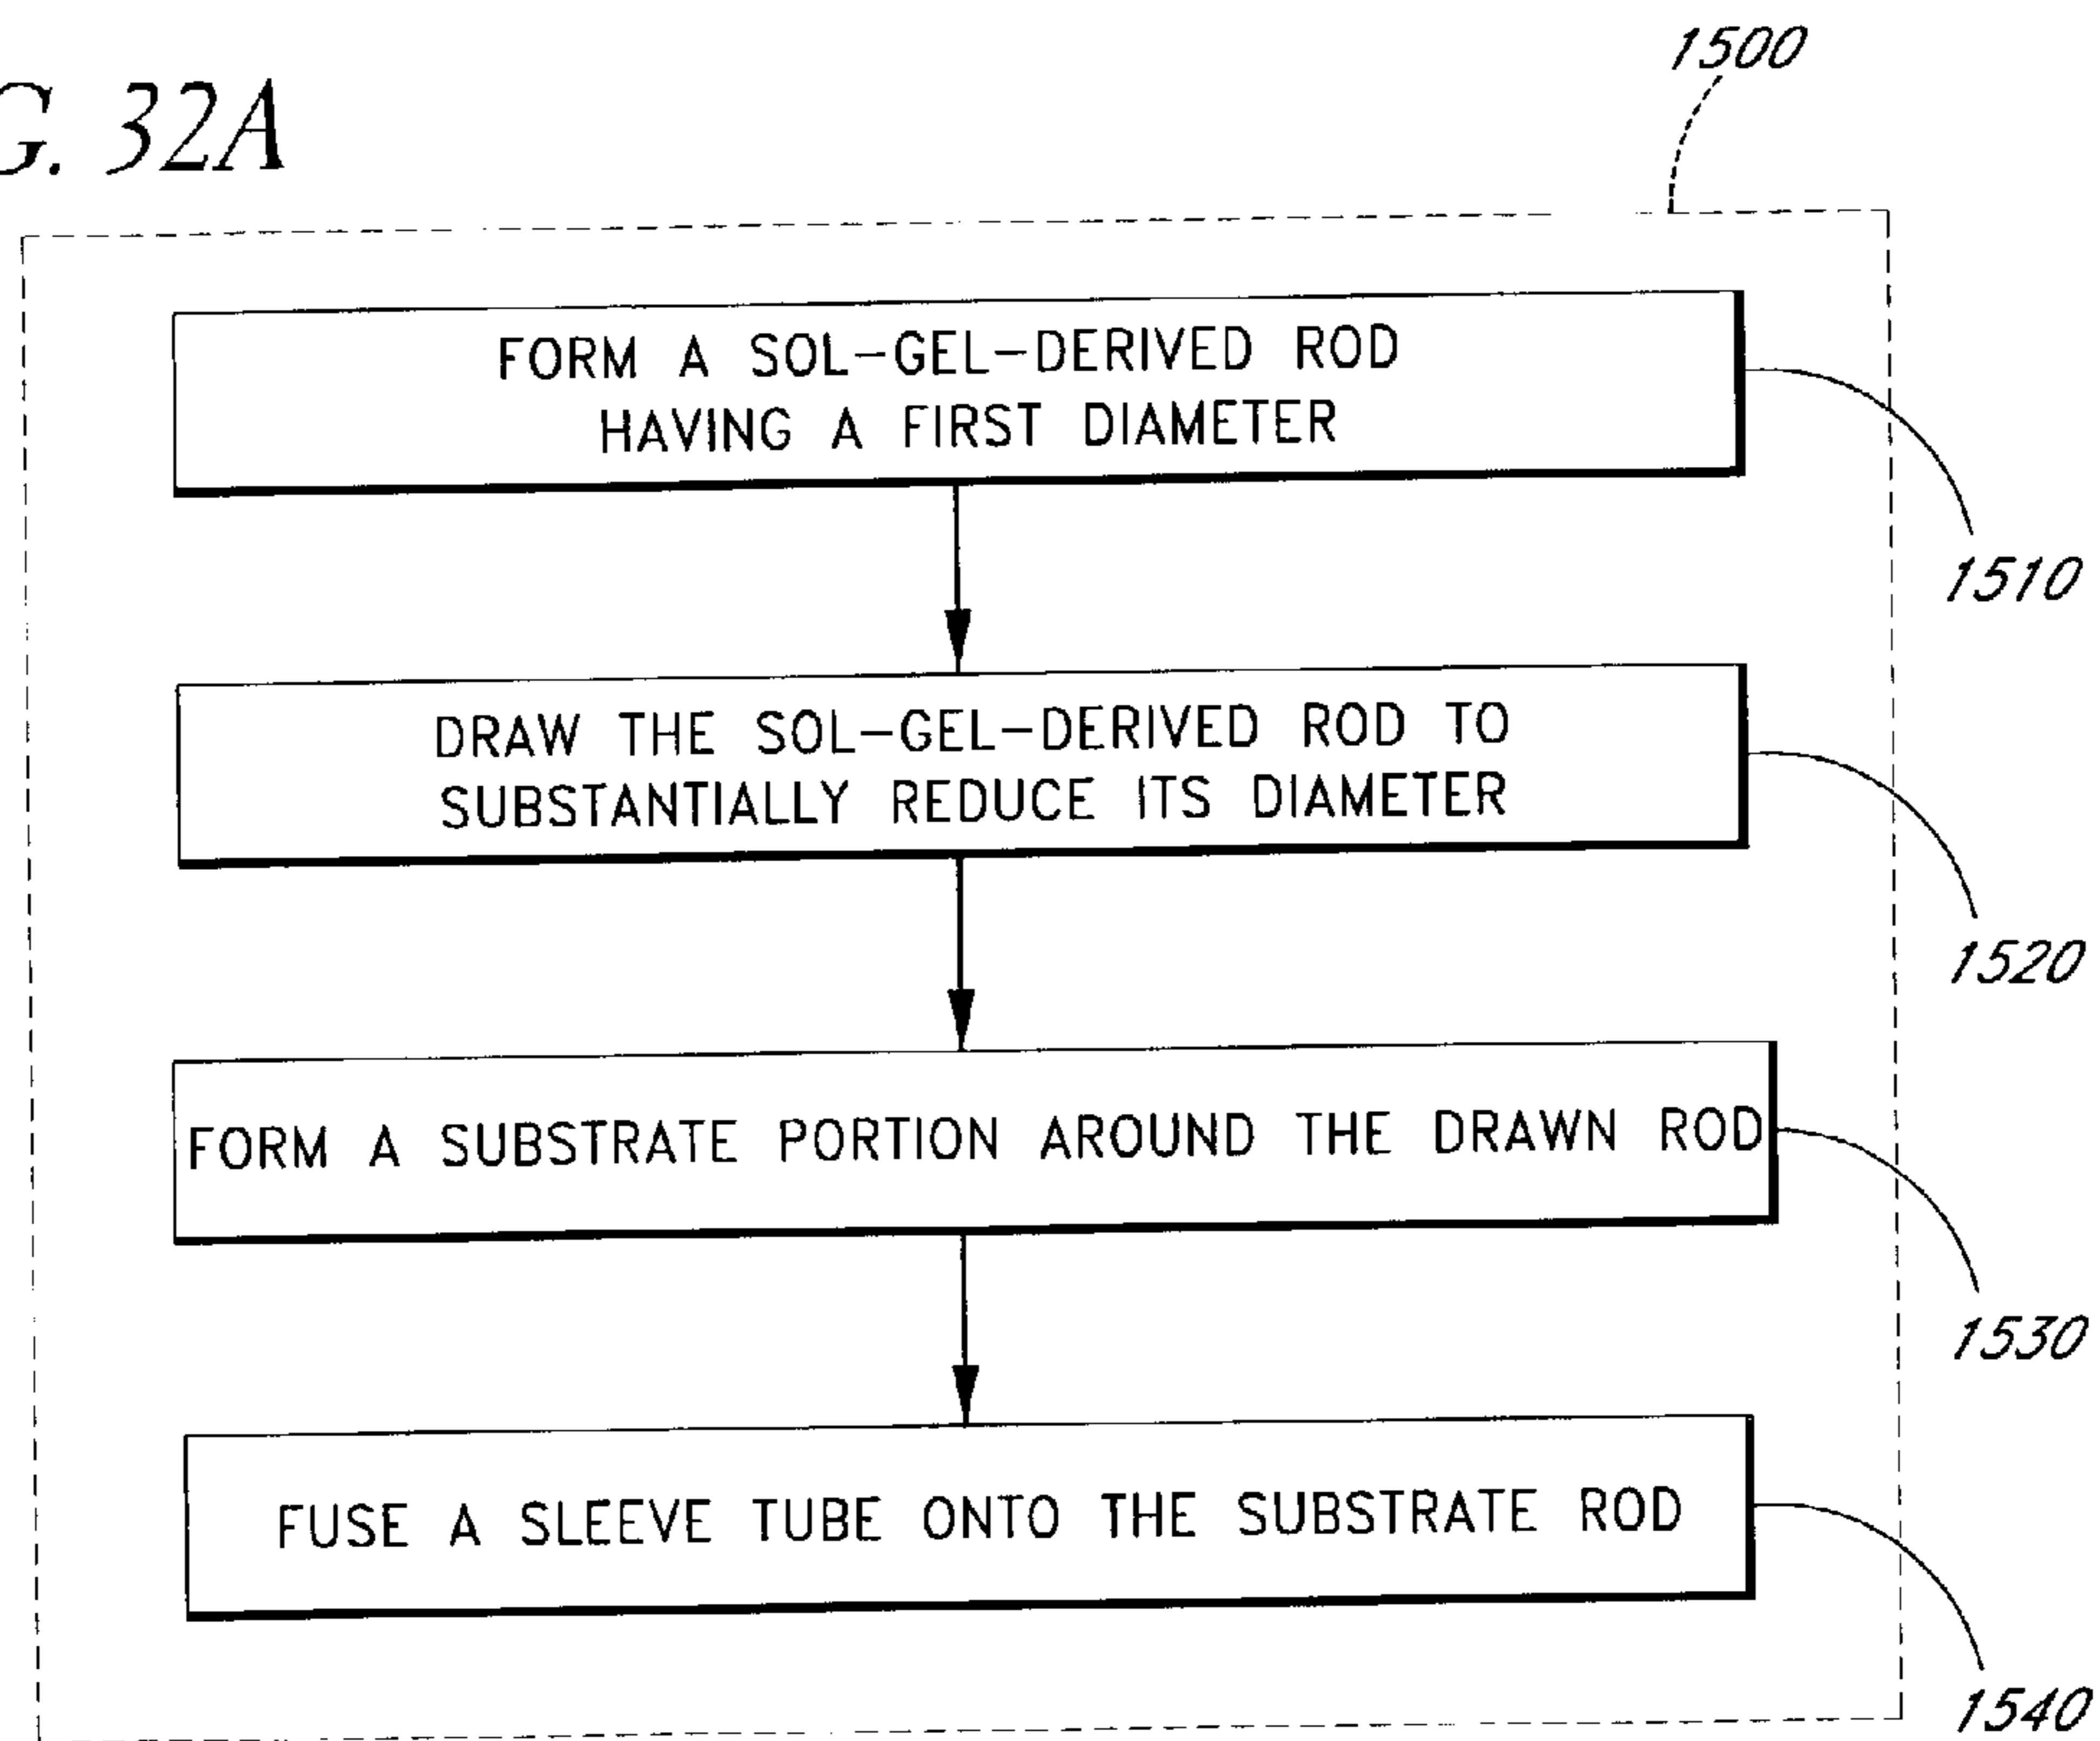 G. 32A
1500
FORM A SOL-GEL-DERIVED ROD
HAVING A FIRST DIAMETER
1510
DRAW THE SOL-GEL-DERIVED ROD TO
SUBSTANTIALLY REDUCE ITS DIAMETER
1520
FORM A SUBSTRATE PORTION AROUND THE DRAWN ROD
1530
FUSE A SLEEVE TUBE ONTO THE SUBSTRATE ROD
1540